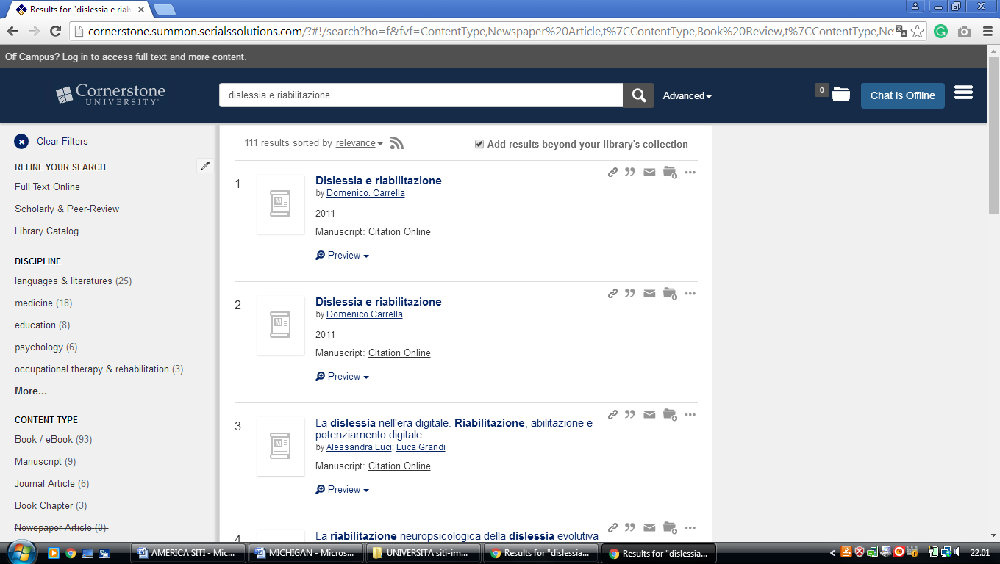 Results for "dislessia e riab
cornerstone.summon.serialssolutions.com/?#!/search?ho=f&fvf=ContentType,Newspaper%20Article,t%7CContentType,Book%20Review,t%7CContentType,Ne
Off Campus? Log in to access full text and more content.
Cornerstone
UNIVERSITY
dislessia e riabilitazione
Advanced
0
Chat is Offline
Clear Filters
REFINE YOUR SEARCH
Full Text Online
Scholarly & Peer-Review
Library Catalog
DISCIPLINE
languages & literatures (25)
medicine (18)
education (8)
psychology (6)
occupational therapy & rehabilitation (3)
More...
CONTENT TYPE
Book / eBook (93)
Manuscript (9)
Journal Article (6)
Book Chapter (3)
Newspaper Article (0)
111 results sorted by relevance
Add results beyond your library's collection
1
Dislessia e riabilitazione
by Domenico. Carrella
2011
Manuscript: Citation Online
Preview
2
Dislessia e riabilitazione
by Domenico Carrella
2011
Manuscript: Citation Online
Preview
3
La dislessia nell'era digitale. Riabilitazione, abilitazione e
potenziamento digitale
by Alessandra Luci; Luca Grandi
Manuscript: Citation Online
Preview
4
La riabilitazione neuropsicologica della dislessia evolutiva
AMERICA SITI - Mic...
MICHIGAN - Micros...
UNIVERSITA siti-im...
Results for "dislessia...
Results for "dislessia...
22.01